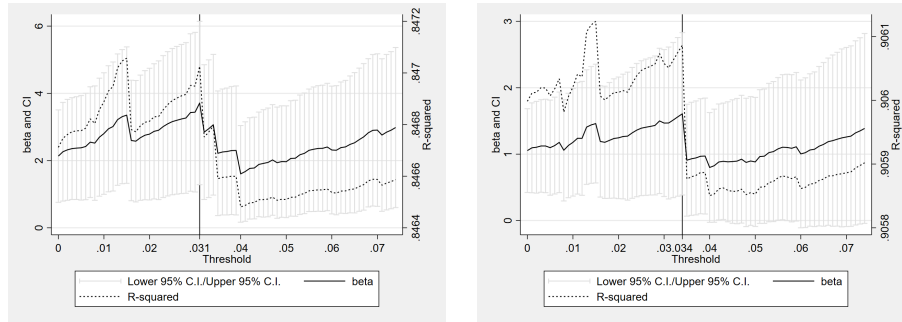 beta and CI
0 2 4 6
.8464 .8466 .8468 .847 .8472
R-squared
0 .01 .02 .031 .04 .05 .06 .07
Threshold
Lower 95% C.I./Upper 95% C.I. beta
R-squared
beta and CI
0 1 2 3
.9058 .9059 .906 .9061
R-squared
0 .01 .02 .03.034 .04 .05 .06 .07
Threshold
Lower 95% C.I./Upper 95% C.I. beta
R-squared